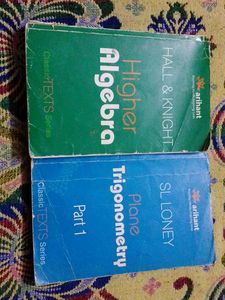 HALL & KNIGHT
arihant
Higher
Algebra
Classic TEXTS Series
SL LONEY
arihant
Plane
Trigonometry
Part 1
Classic TEXTS Series